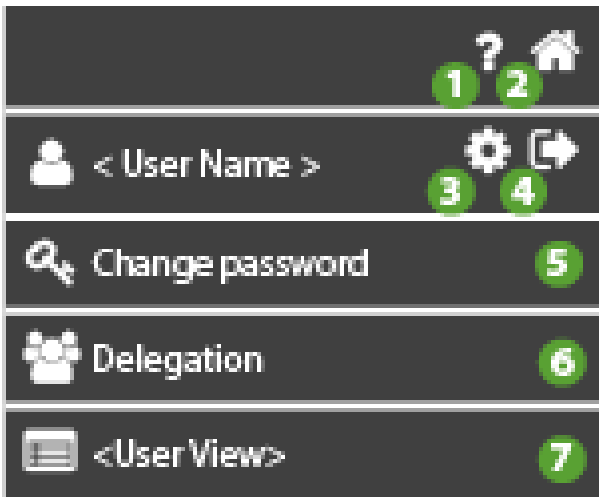 ? 
1 2
< User Name >
3 4
Change password 5
Delegation 6
<User View> 7